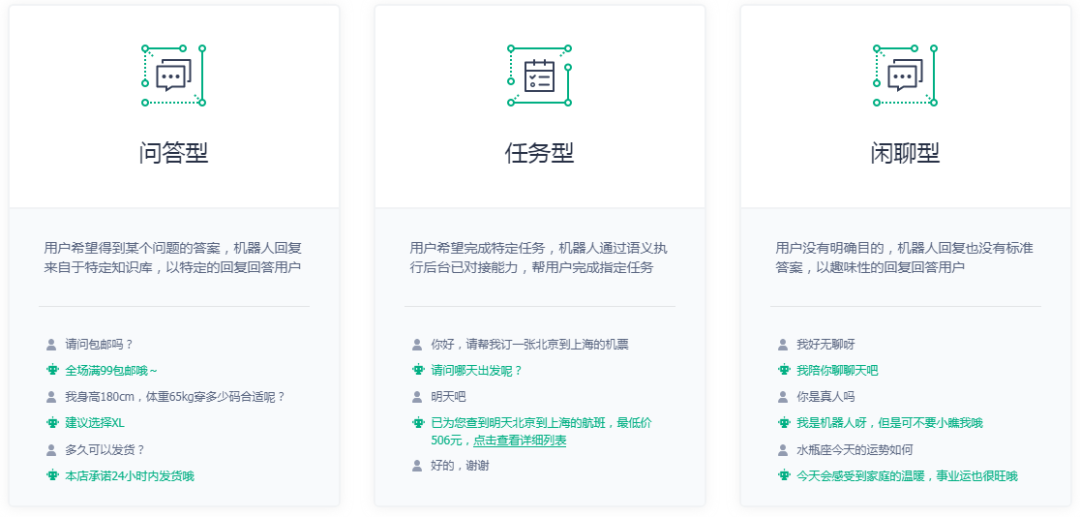 问答型
用户希望得到某个问题的答案，机器人回复
来自于特定知识库，以特定的回复回答用户
请问包邮吗？
全场满99包邮哦~
我身高180cm，体重65kg穿多少码合适呢？
建议选择XL
多久可以发货？
本店承诺24小时内发货哦
任务型
用户希望完成特定任务，机器人通过语义执
行后台已对接能力，帮用户完成指定任务
你好，请帮我订一张北京到上海的机票
请问哪天出发呢？
明天吧
已为您查到明天北京到上海的航班，最低价
506元，点击查看详细列表
好的，谢谢
闲聊型
用户没有明确目的，机器人回复也没有标准
答案，以趣味性的回复回答用户
我好无聊呀
我陪你聊聊天吧
你是真人吗
我是机器人呀，但是可不要小瞧我哦
水瓶座今天的运势如何
今天会感受到家庭的温暖，事业运也很旺哦